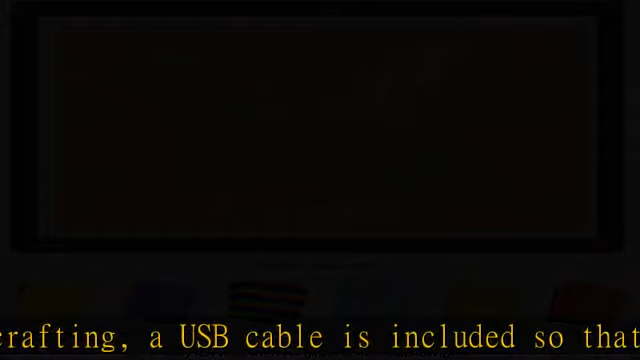 crafting, a USB cable is included so that